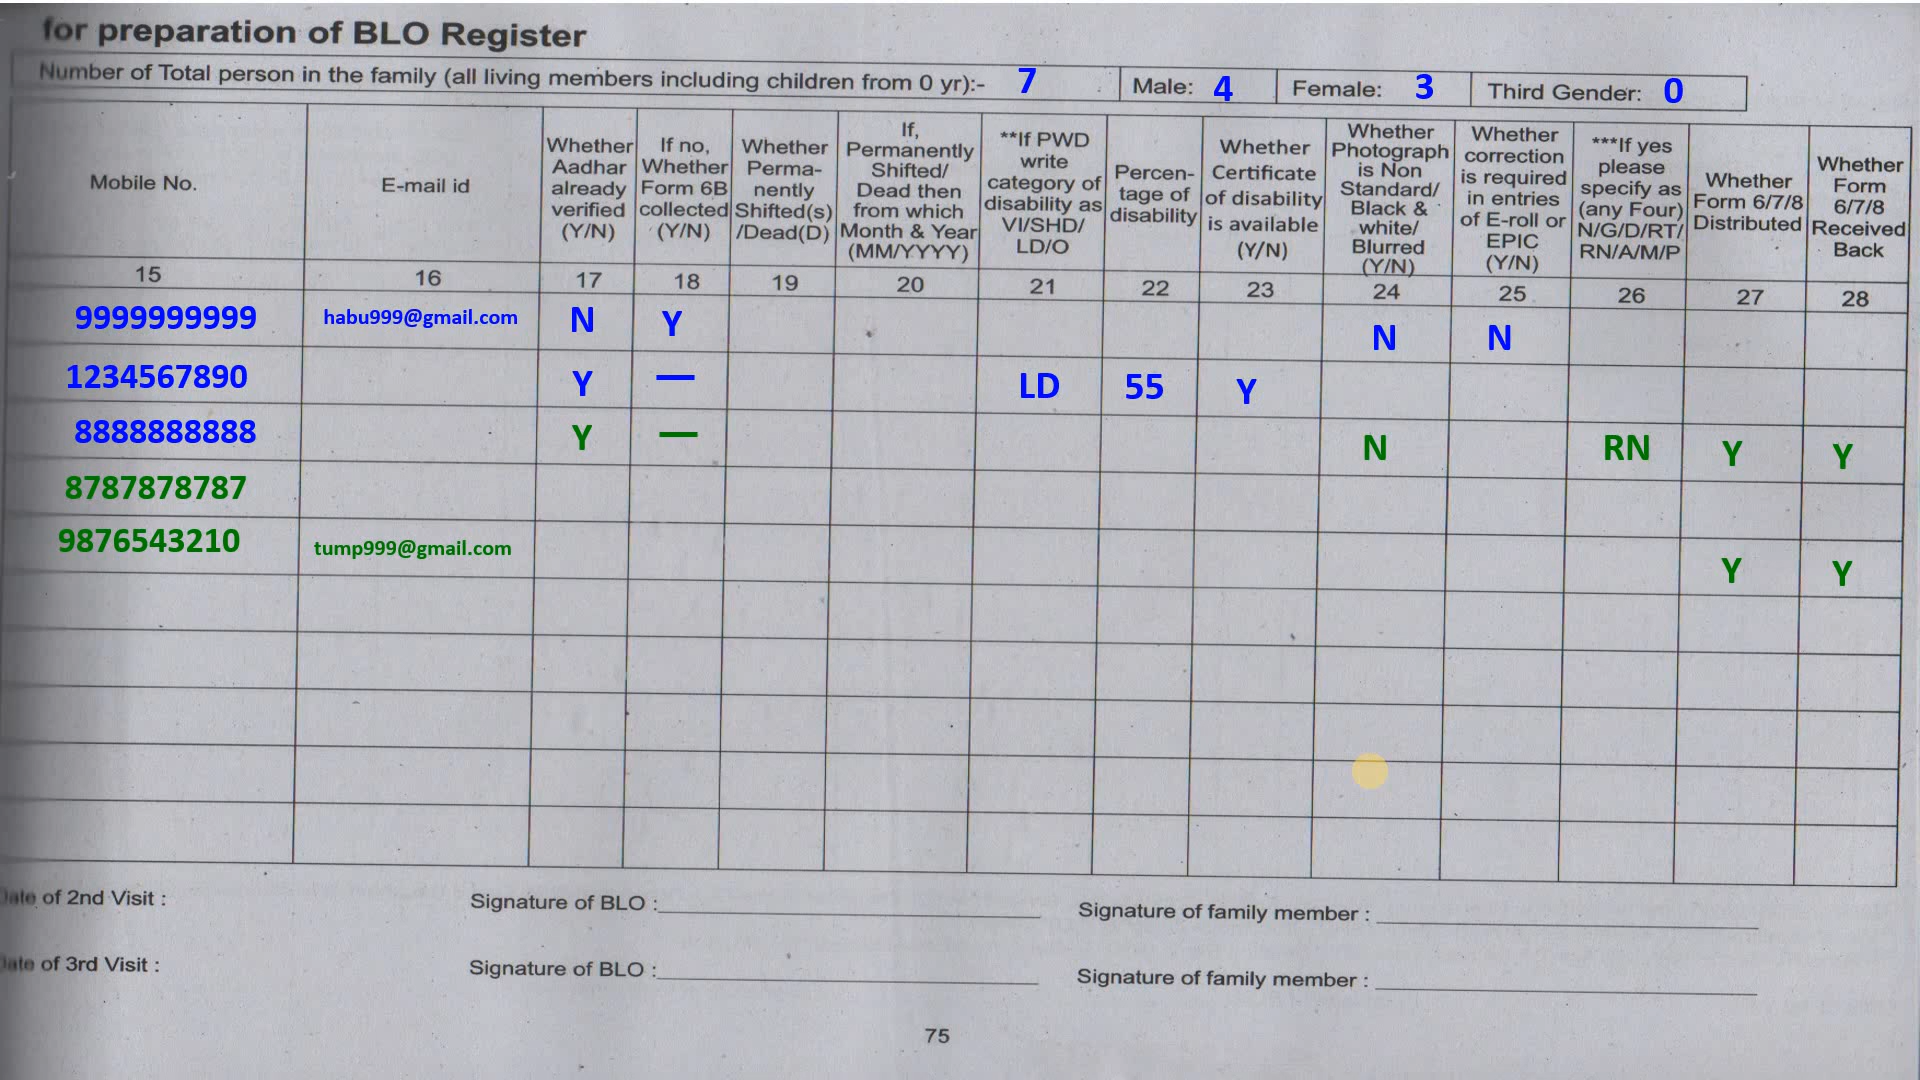 for preparation of BLO Register
Number of Total person in the family (all living members including children from 0 yr):- 7 Male: 4 Female: 3 Third Gender: 0
Mobile No. E-mail id Whether Aadhar already verified (Y/N) If no, Whether Form 6B collected (Y/N) Whether Perma-nently Shifted(s) /Dead(D) If, Permanently Shifted/ Dead then from which Month & Year (MM/YYYY) **If PWD write category of disability as VI/SHD/ LD/O Percen-tage of disability Whether Certificate of disability is available (Y/N) Whether Photograph is Non Standard/ Black & white/ Blurred (Y/N) Whether correction is required in entries of E-roll or EPIC (Y/N) ***If yes please specify as (any Four) N/G/D/RT/ RN/A/M/P Whether Form 6/7/8 Distributed Whether Form 6/7/8 Received Back
15 16 17 18 19 20 21 22 23 24 25 26 27 28
9999999999 habu999@gmail.com N Y N N
1234567890 Y — LD 55 Y
8888888888 Y — N RN Y Y
8787878787
9876543210 tump999@gmail.com Y Y
Date of 2nd Visit : Signature of BLO : Signature of family member :
Date of 3rd Visit : Signature of BLO : Signature of family member :
75